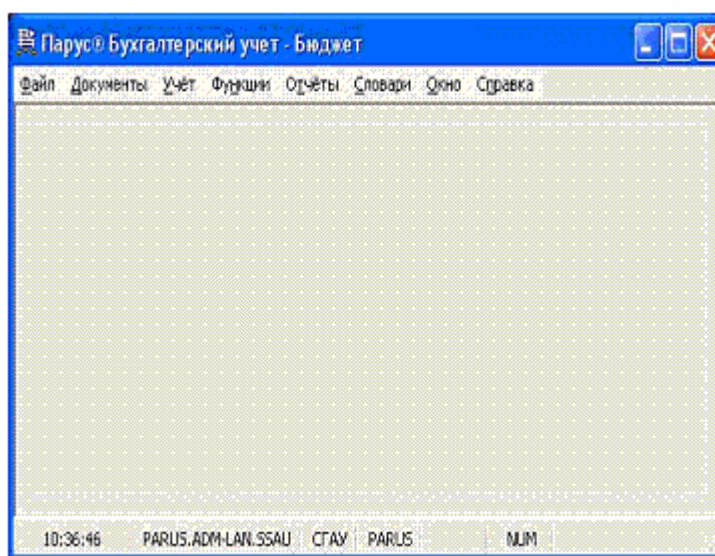 Парус® Бухгалтерский учет - Бюджет
Файл Документы Учёт Функции Отчёты Словари Окно Справка
10:36:46 PARUS.ADM-LAN.SSAU СГАУ PARUS NUM